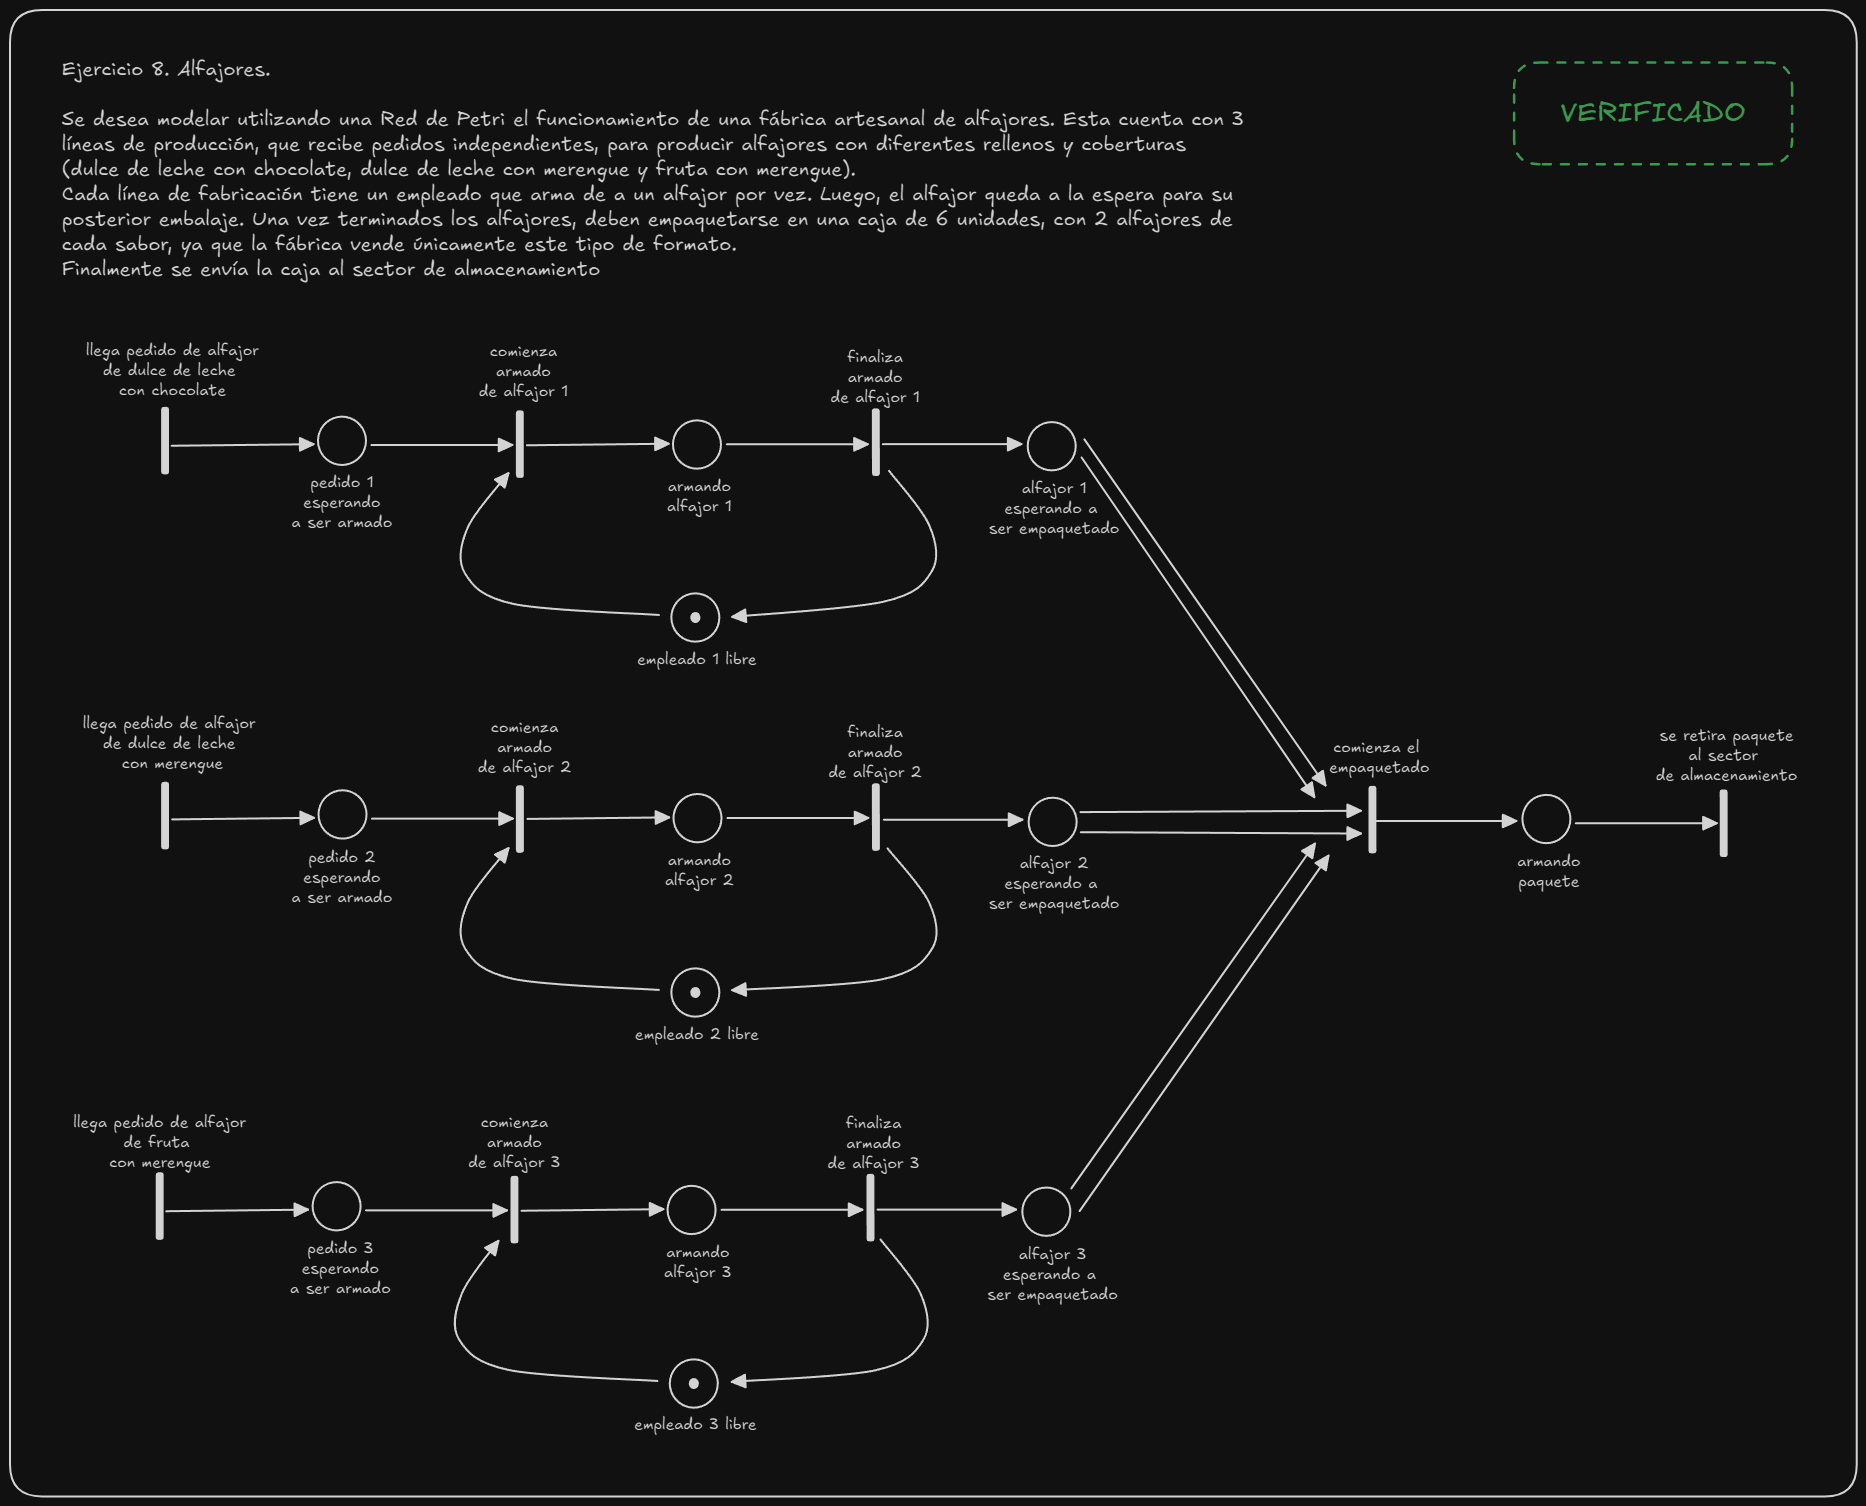 Ejercicio 8. Alfajores.
VERIFICADO
Se desea modelar utilizando una Red de Petri el funcionamiento de una fábrica artesanal de alfajores. Esta cuenta con 3
líneas de producción, que recibe pedidos independientes, para producir alfajores con diferentes rellenos y coberturas
(dulce de leche con chocolate, dulce de leche con merengue y fruta con merengue).
Cada línea de fabricación tiene un empleado que arma de a un alfajor por vez. Luego, el alfajor queda a la espera para su
posterior embalaje. Una vez terminados los alfajores, deben empaquetarse en una caja de 6 unidades, con 2 alfajores de
cada sabor, ya que la fábrica vende únicamente este tipo de formato.
Finalmente se envía la caja al sector de almacenamiento
llega pedido de alfajor
de dulce de leche
con chocolate
comienza
armado
de alfajor 1
finaliza
armado
de alfajor 1
pedido 1
esperando
a ser armado
armando
alfajor 1
alfajor 1
esperando a
ser empaquetado
empleado 1 libre
llega pedido de alfajor
de dulce de leche
con merengue
comienza
armado
de alfajor 2
finaliza
armado
de alfajor 2
comienza el
empaquetado
se retira paquete
al sector
de almacenamiento
pedido 2
esperando
a ser armado
armando
alfajor 2
alfajor 2
esperando a
ser empaquetado
armando
paquete
empleado 2 libre
llega pedido de alfajor
de fruta
con merengue
comienza
armado
de alfajor 3
finaliza
armado
de alfajor 3
pedido 3
esperando
a ser armado
armando
alfajor 3
alfajor 3
esperando a
ser empaquetado
empleado 3 libre